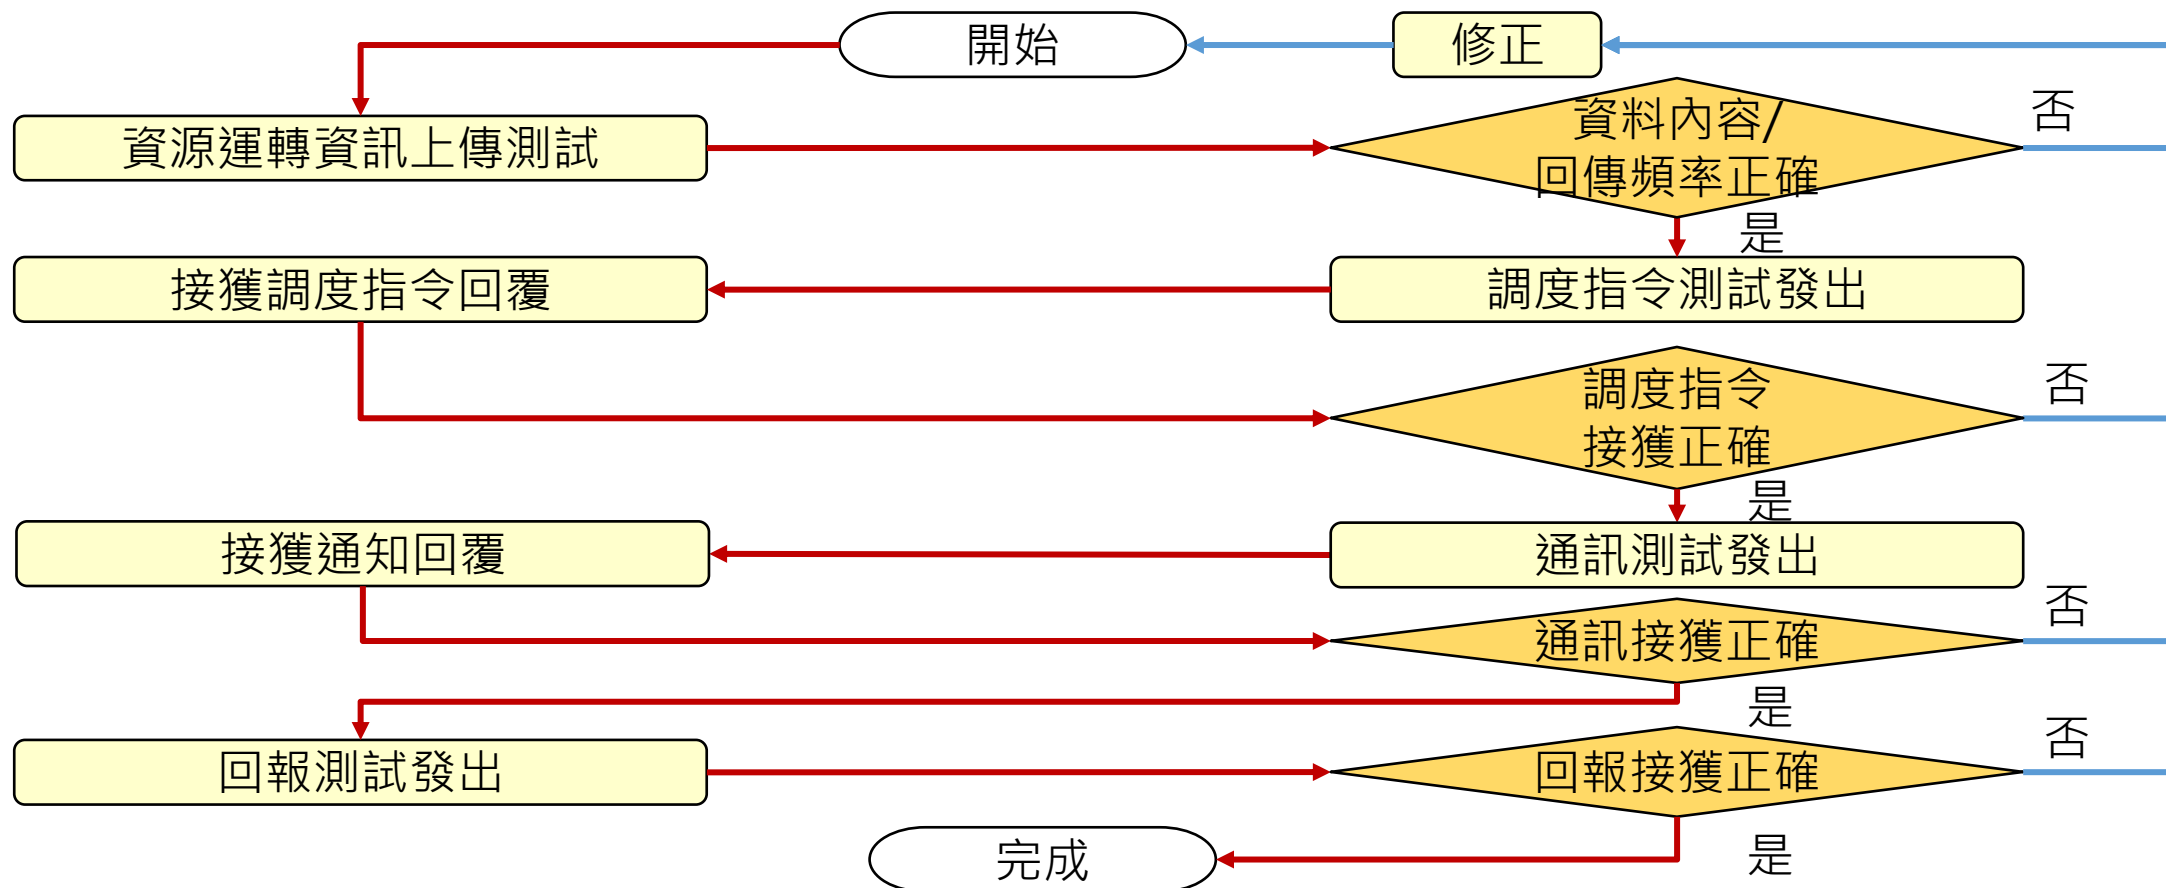 開始
修正
資源運轉資訊上傳測試
資料內容/
回傳頻率正確
否
是
接獲調度指令回覆
調度指令測試發出
調度指令
接獲正確
否
是
接獲通知回覆
通訊測試發出
通訊接獲正確
否
是
回報測試發出
回報接獲正確
否
完成
是